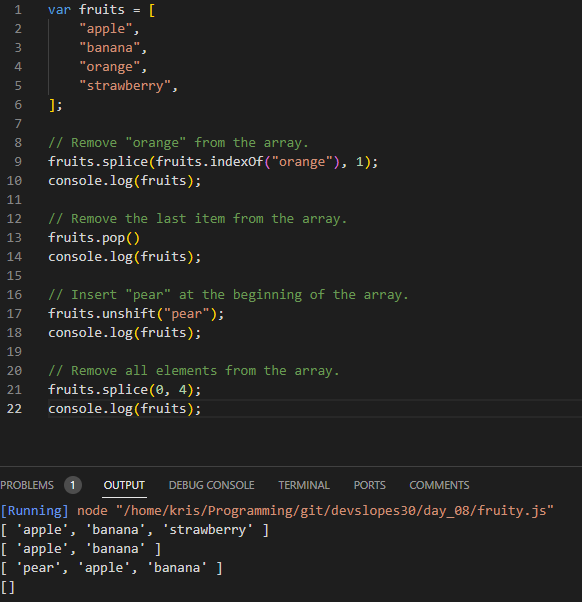 1 var fruits = [
2     "apple",
3     "banana",
4     "orange",
5     "strawberry",
6 ];
7
8 // Remove "orange" from the array.
9 fruits.splice(fruits.indexOf("orange"), 1);
10 console.log(fruits);
11
12 // Remove the last item from the array.
13 fruits.pop()
14 console.log(fruits);
15
16 // Insert "pear" at the beginning of the array.
17 fruits.unshift("pear");
18 console.log(fruits);
19
20 // Remove all elements from the array.
21 fruits.splice(0, 4);
22 console.log(fruits);
PROBLEMS 1 OUTPUT DEBUG CONSOLE TERMINAL PORTS COMMENTS
[Running] node "/home/kris/Programming/git/devslopes30/day_08/fruity.js"
[ 'apple', 'banana', 'strawberry' ]
[ 'apple', 'banana' ]
[ 'pear', 'apple', 'banana' ]
[]